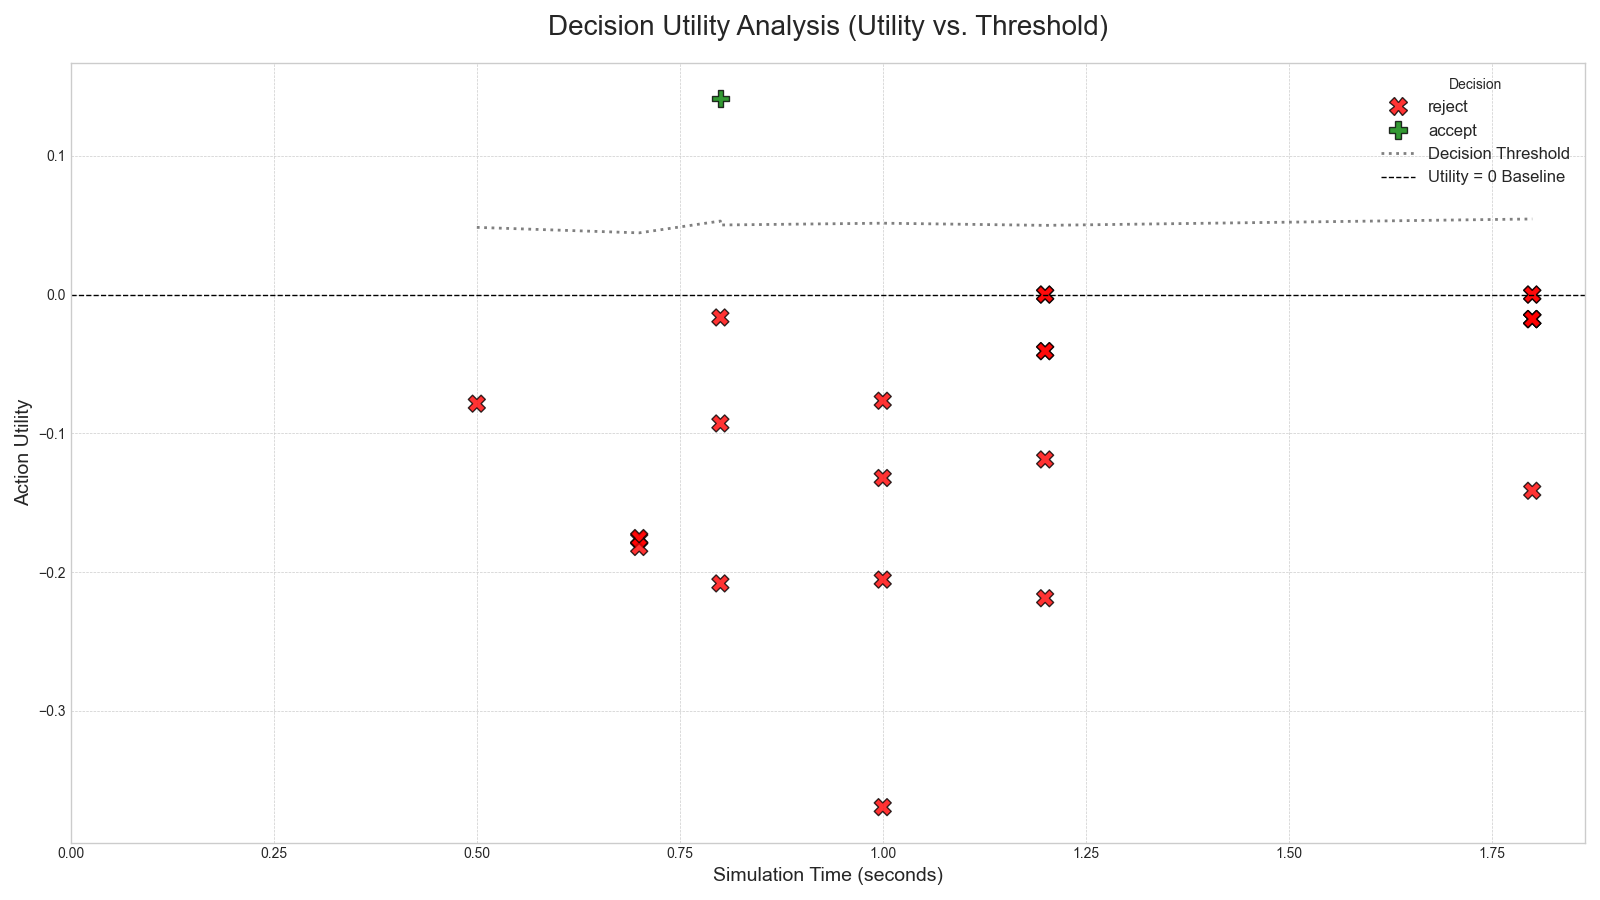 Decision Utility Analysis (Utility vs. Threshold)
Decision
reject
accept
Decision Threshold
Utility = 0 Baseline
Action Utility
0.1
0.0
−0.1
−0.2
−0.3
0.00
0.25
0.50
0.75
1.00
1.25
1.50
1.75
Simulation Time (seconds)